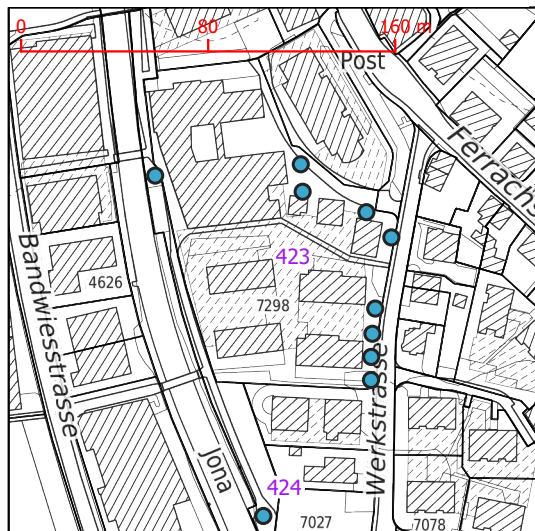 0 80 160 m
Post
Ferrachs
Bandwiesstrasse
423
4626
7298
Werkstrasse
Jona
424
7027
7078